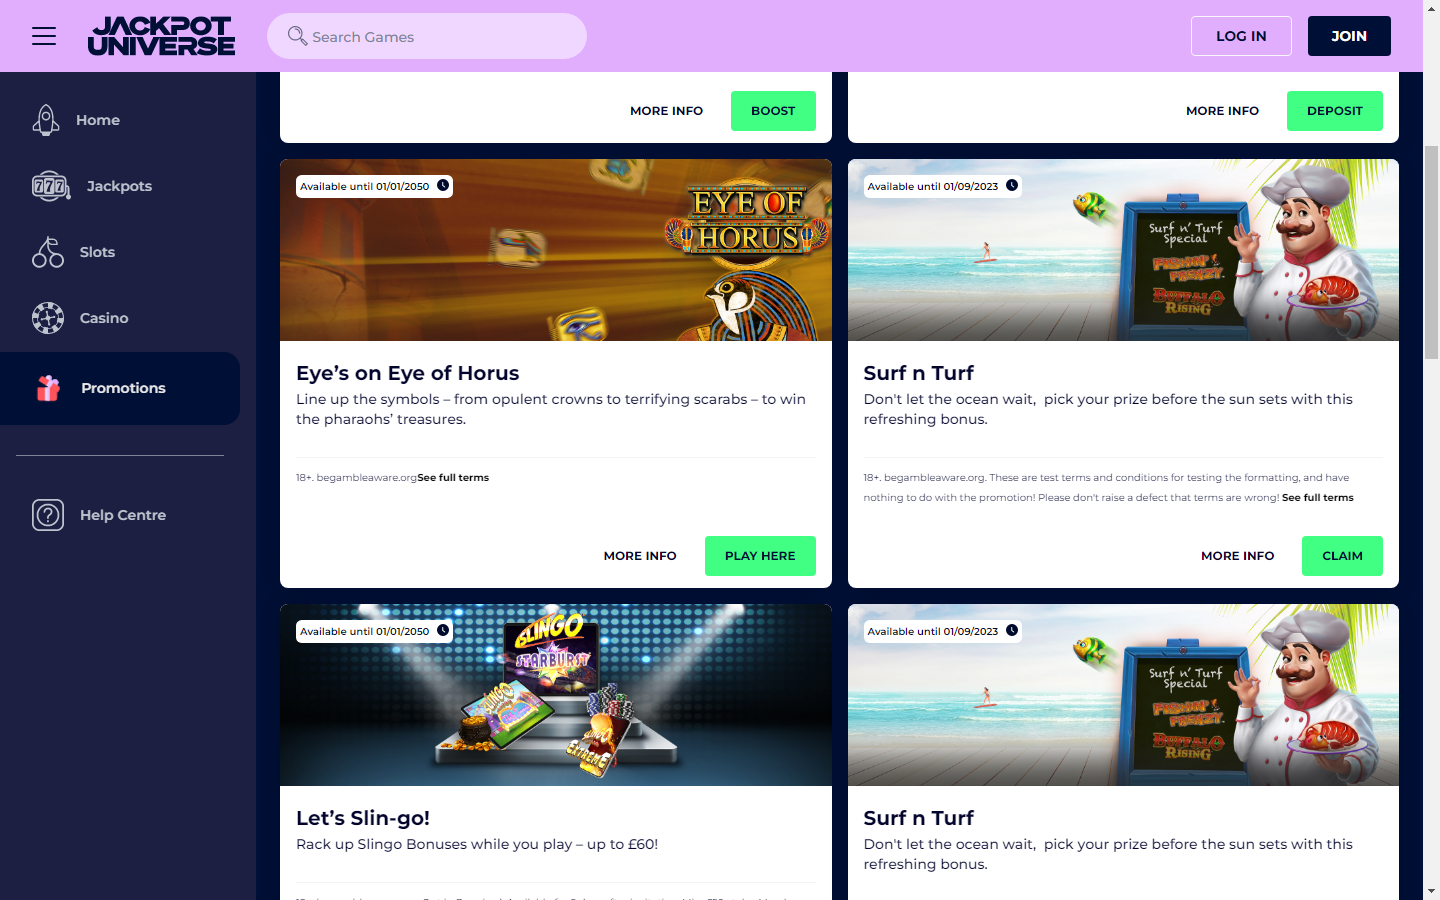 JACKPOT
UNIVERSE
Search Games
LOG IN
JOIN
Home
Jackpots
Slots
Casino
Promotions
Help Centre
MORE INFO
BOOST
MORE INFO
DEPOSIT
Available until 01/01/2050
EYE OF
HORUS
Eye’s on Eye of Horus
Line up the symbols – from opulent crowns to terrifying scarabs – to win
the pharaohs’ treasures.
18+. begambleaware.orgSee full terms
MORE INFO
PLAY HERE
Available until 01/09/2023
Surf n’ Turf
Special
FISHIN’
FRENZY
BUFFALO
RISING
Surf n Turf
Don't let the ocean wait,  pick your prize before the sun sets with this
refreshing bonus.
18+. begambleaware.org. These are test terms and conditions for testing the formatting, and have
nothing to do with the promotion! Please don't raise a defect that terms are wrong! See full terms
MORE INFO
CLAIM
Available until 01/01/2050
SLINGO
STARBURST
EXTREME
Let’s Slin-go!
Rack up Slingo Bonuses while you play – up to £60!
Available until 01/09/2023
Surf n’ Turf
Special
FISHIN’
FRENZY
BUFFALO
RISING
Surf n Turf
Don't let the ocean wait,  pick your prize before the sun sets with this
refreshing bonus.